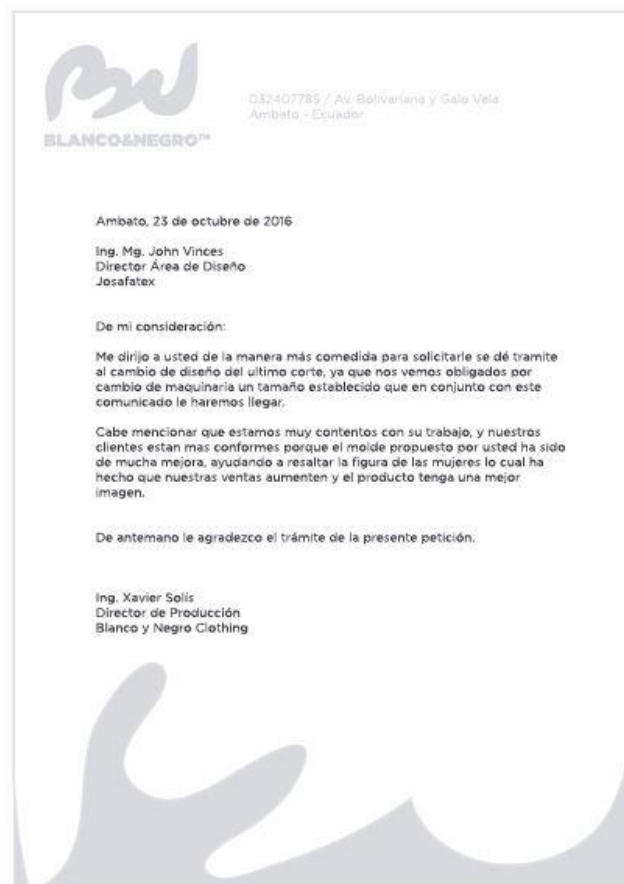 BLANCO&NEGRO™
032407785 / Av. Bolivariana y Galo Vela
Ambato - Ecuador
Ambato, 23 de octubre de 2016
Ing. Mg. John Vinces
Director Área de Diseño
Josafatex
De mi consideración:
Me dirijo a usted de la manera más comedida para solicitarle se dé tramite
al cambio de diseño del ultimo corte, ya que nos vemos obligados por
cambio de maquinaria un tamaño establecido que en conjunto con este
comunicado le haremos llegar.
Cabe mencionar que estamos muy contentos con su trabajo, y nuestros
clientes estan mas conformes porque el molde propuesto por usted ha sido
de mucha mejora, ayudando a resaltar la figura de las mujeres lo cual ha
hecho que nuestras ventas aumenten y el producto tenga una mejor
imagen.
De antemano le agradezco el trámite de la presente petición.
Ing. Xavier Solís
Director de Producción
Blanco y Negro Clothing